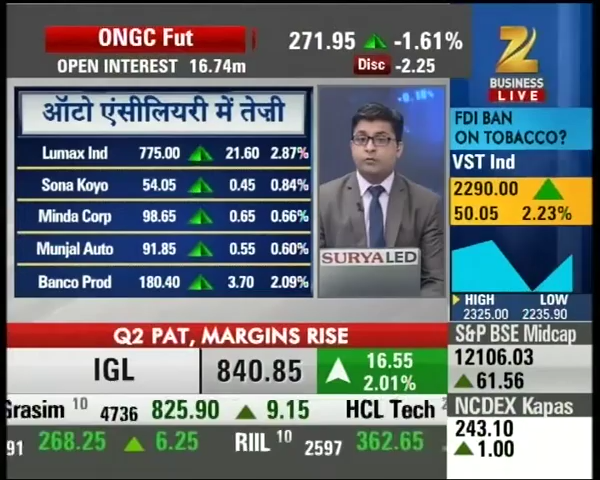 ONGC Fut
271.95 -1.61%
OPEN INTEREST 16.74m
Disc -2.25
Z
BUSINESS
LIVE
ऑटो एंसीलियरी में तेज़ी
Lumax Ind 775.00 21.60 2.87%
Sona Koyo 54.05 0.45 0.84%
Minda Corp 98.65 0.65 0.66%
Munjal Auto 91.85 0.55 0.60%
Banco Prod 180.40 3.70 2.09%
SURYA LED
FDI BAN
ON TOBACCO?
VST Ind
2290.00
50.05 2.23%
HIGH LOW
2325.00 2235.90
Q2 PAT, MARGINS RISE
IGL 840.85 16.55
2.01%
S&P BSE Midcap
12106.03
61.56
NCDEX Kapas
243.10
1.00
Grasim 10 4736 825.90 9.15 HCL Tech
91 268.25 6.25 RIIL 10 2597 362.65